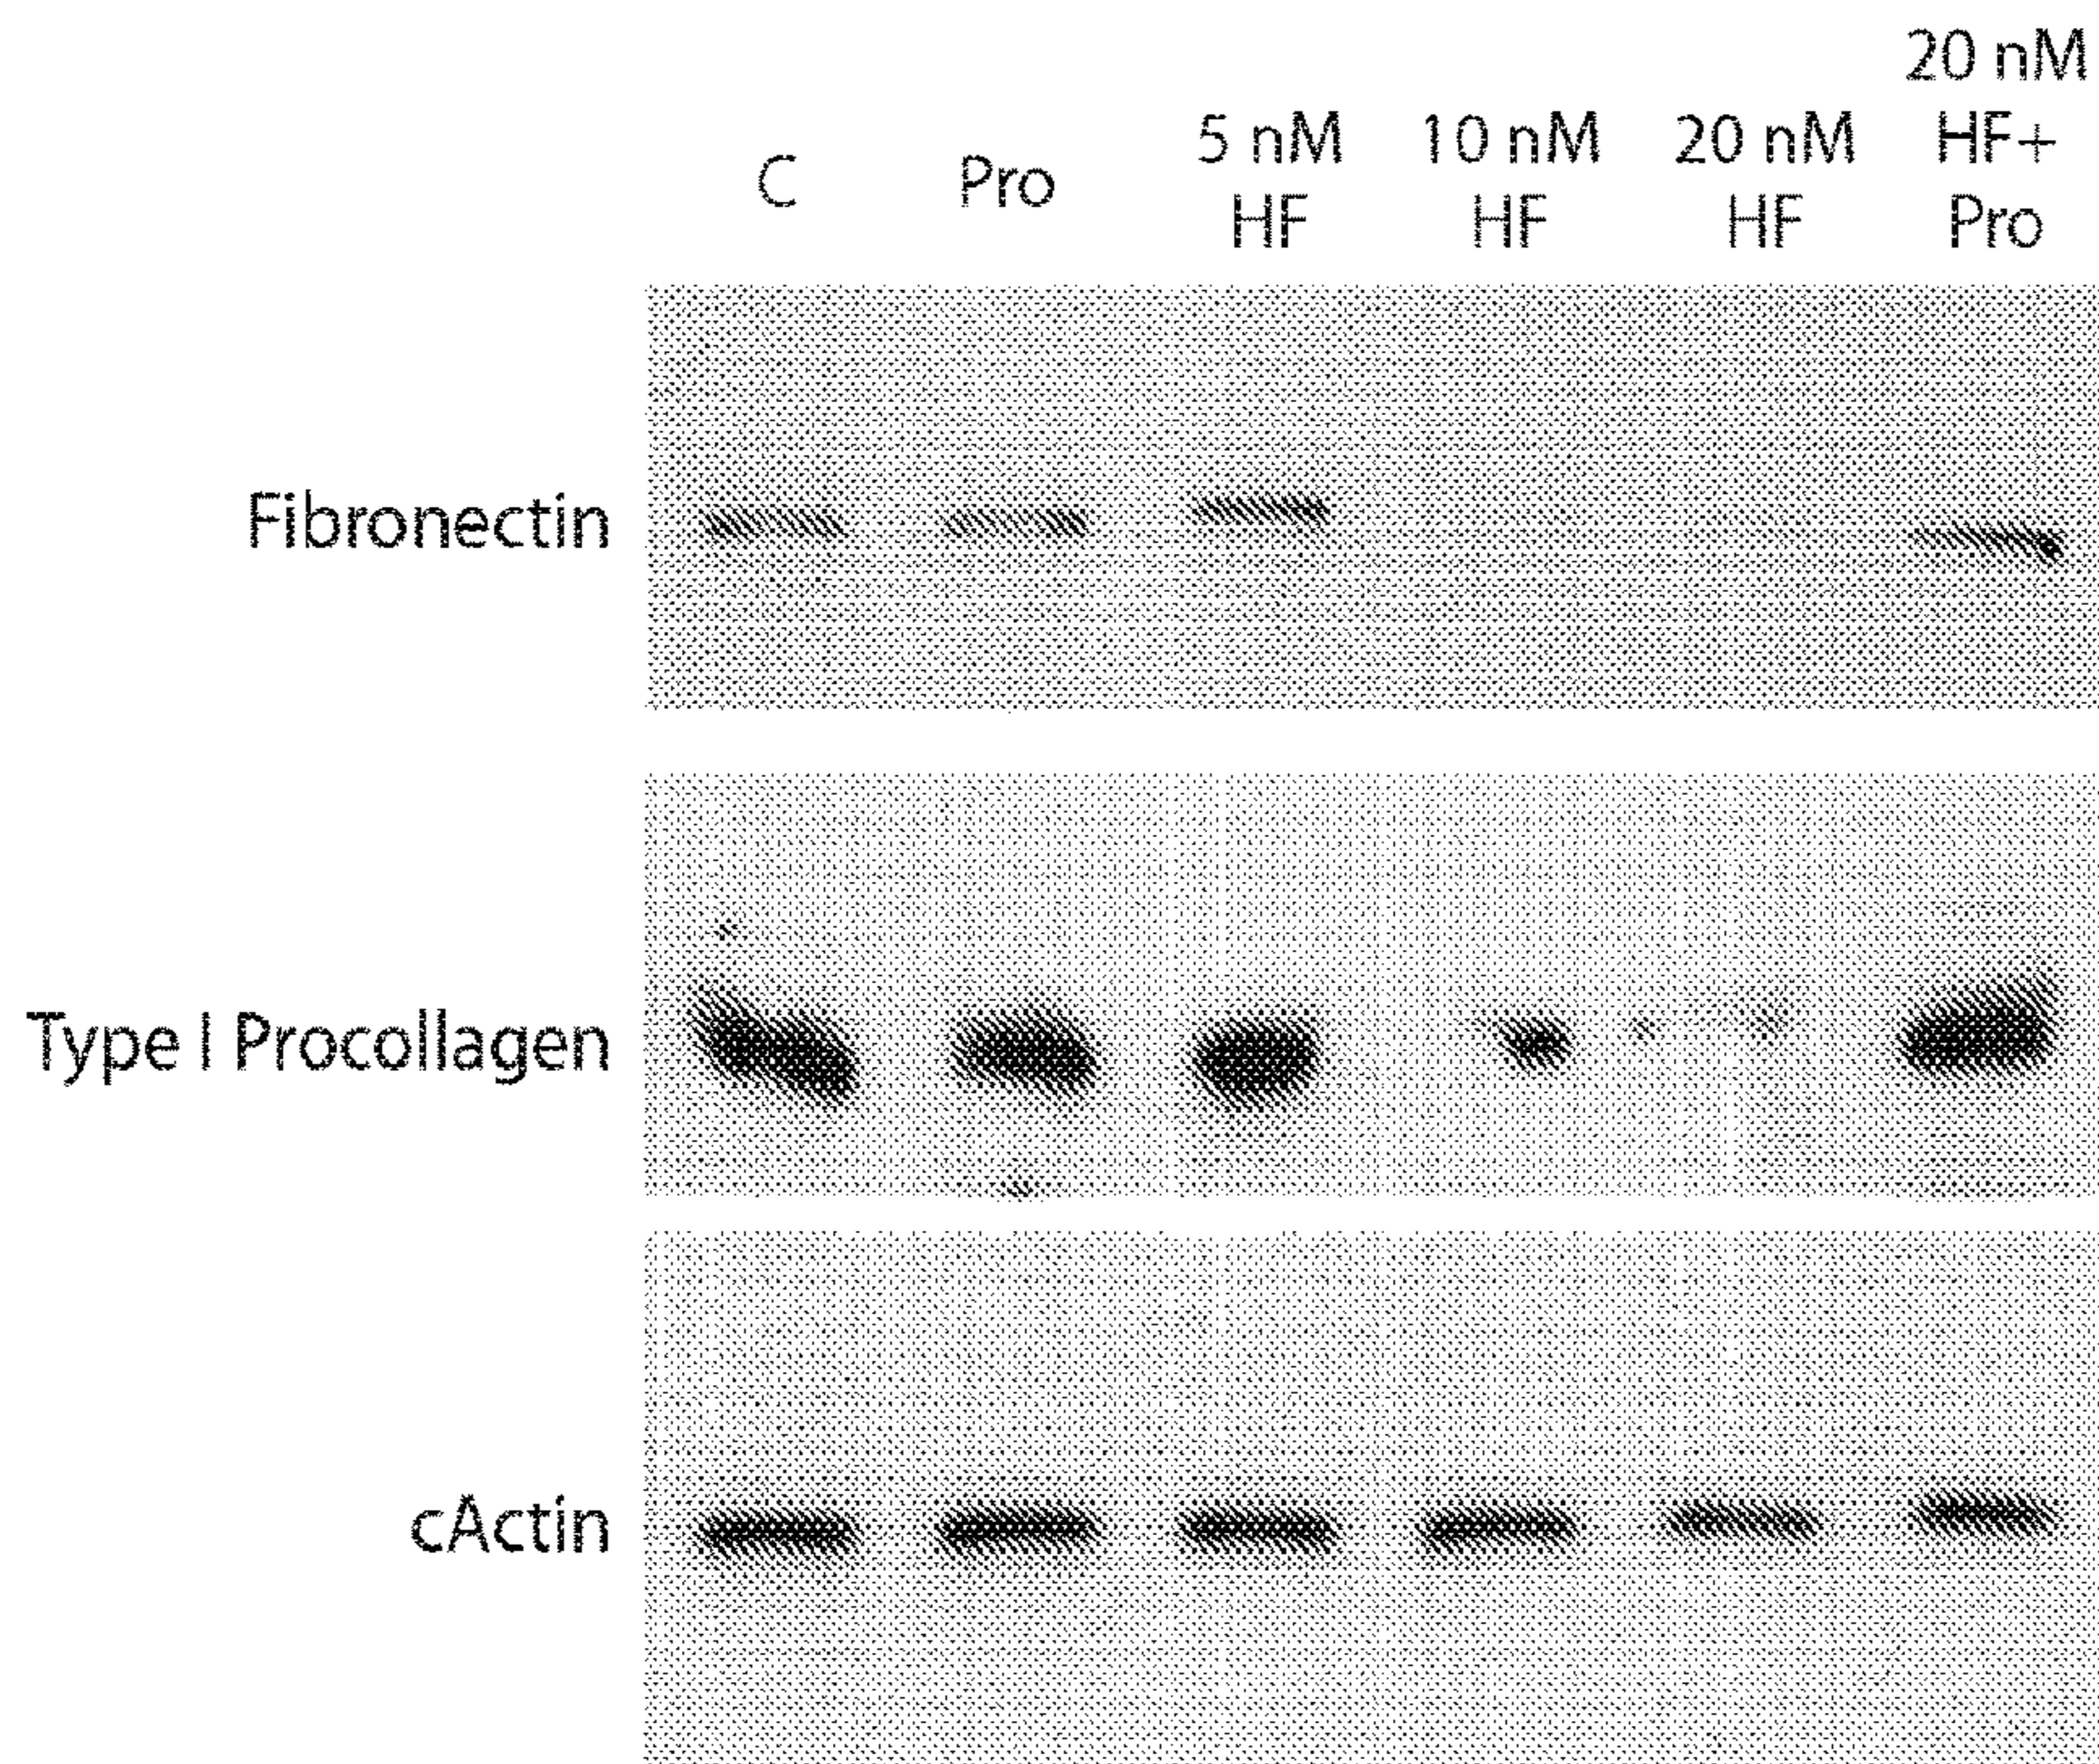 C
Pro
5 nM
HF
10 nM
HF
20 nM
HF
20 nM
HF+
Pro
Fibronectin
Type I Procollagen
cActin